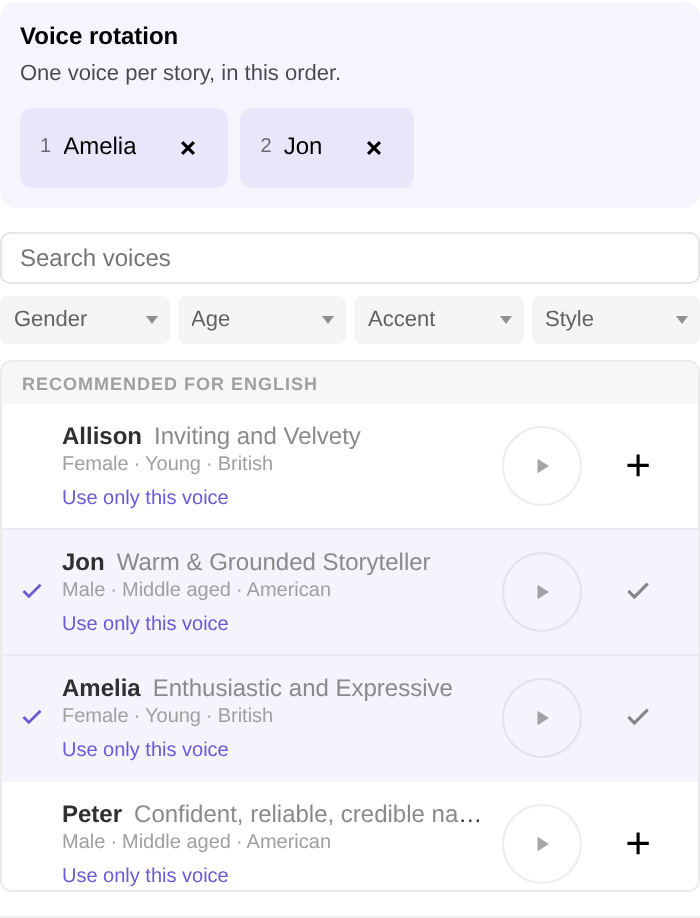 Voice rotation
One voice per story, in this order.
1 Amelia ×
2 Jon ×
Search voices
Gender
Age
Accent
Style
RECOMMENDED FOR ENGLISH
Allison Inviting and Velvety
Female · Young · British
Use only this voice
Jon Warm & Grounded Storyteller
Male · Middle aged · American
Use only this voice
Amelia Enthusiastic and Expressive
Female · Young · British
Use only this voice
Peter Confident, reliable, credible na…
Male · Middle aged · American
Use only this voice